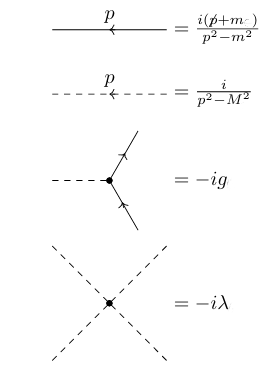 p
= i(p̸+m)/(p²−m²)
p
= i/(p²−M²)
= −ig
= −iλ